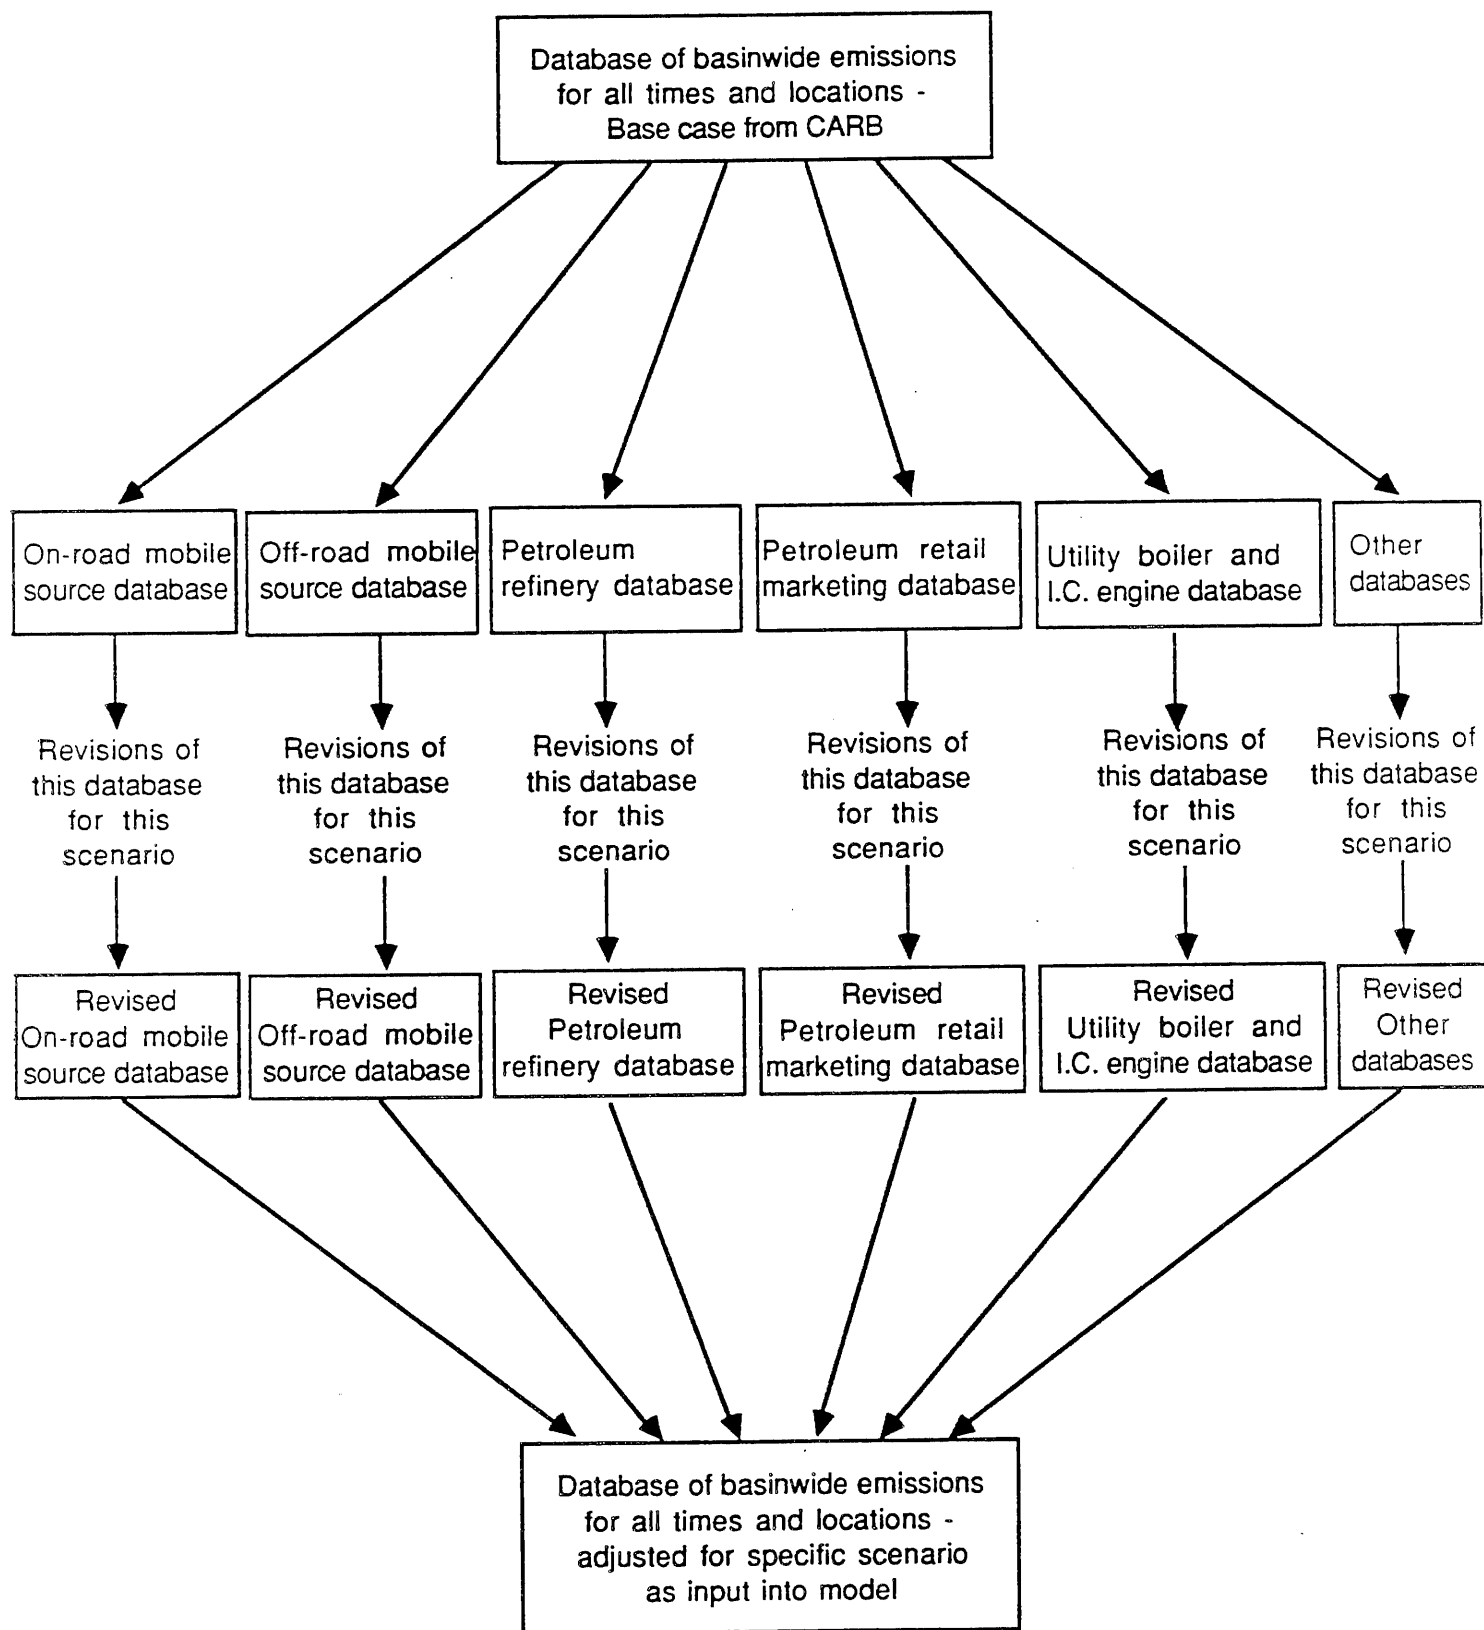 Database of basinwide emissions
for all times and locations -
Base case from CARB
On-road mobile
source database
Off-road mobile
source database
Petroleum
refinery database
Petroleum retail
marketing database
Utility boiler and
I.C. engine database
Other
databases
Revisions of
this database
for this
scenario
Revisions of
this database
for this
scenario
Revisions of
this database
for this
scenario
Revisions of
this database
for this
scenario
Revisions of
this database
for this
scenario
Revisions of
this database
for this
scenario
Revised
On-road mobile
source database
Revised
Off-road mobile
source database
Revised
Petroleum
refinery database
Revised
Petroleum retail
marketing database
Revised
Utility boiler and
I.C. engine database
Revised
Other
databases
Database of basinwide emissions
for all times and locations -
adjusted for specific scenario
as input into model